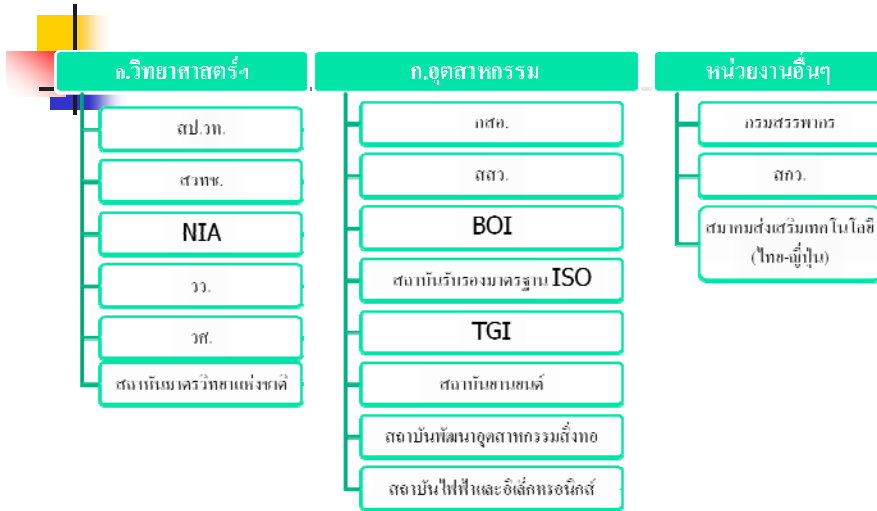 ก.วิทยาศาสตร์ฯ
สป.วท.
สวทช.
NIA
วว.
วศ.
สถาบันมาตรวิทยาแห่งชาติ
ก.อุตสาหกรรม
กสอ.
สสว.
BOI
สถาบันรับรองมาตรฐาน ISO
TGI
สถาบันยานยนต์
สถาบันพัฒนาอุตสาหกรรมสิ่งทอ
สถาบันไฟฟ้าและอิเล็กทรอนิกส์
หน่วยงานอื่นๆ
กรมสรรพากร
สกว.
สมาคมส่งเสริมเทคโนโลยี
(ไทย-ญี่ปุ่น)